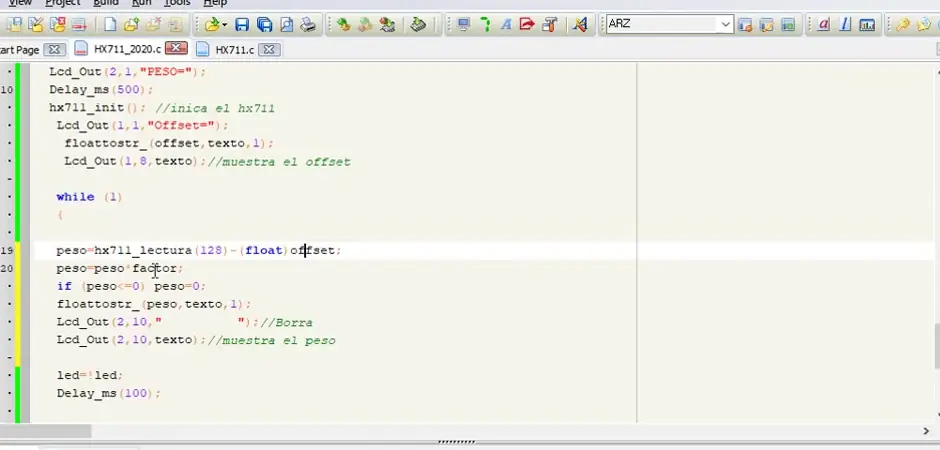 View Project Build Run Tools Help
ARZ
art Page HX711_2020.c HX711.c
Lcd_Out(2,1,"PESO=");
10 Delay_ms(500);
hx711_init(); //inica el hx711
Lcd_Out(1,1,"Offset=");
floattostr_(offset,texto,1);
Lcd_Out(1,8,texto);//muestra el offset
while (1)
{
19 peso=hx711_lectura(128)-(float)offset;
20 peso=peso*factor;
if (peso<=0) peso=0;
floattostr_(peso,texto,1);
Lcd_Out(2,10,"          ");//Borra
Lcd_Out(2,10,texto);//muestra el peso
led=!led;
Delay_ms(100);